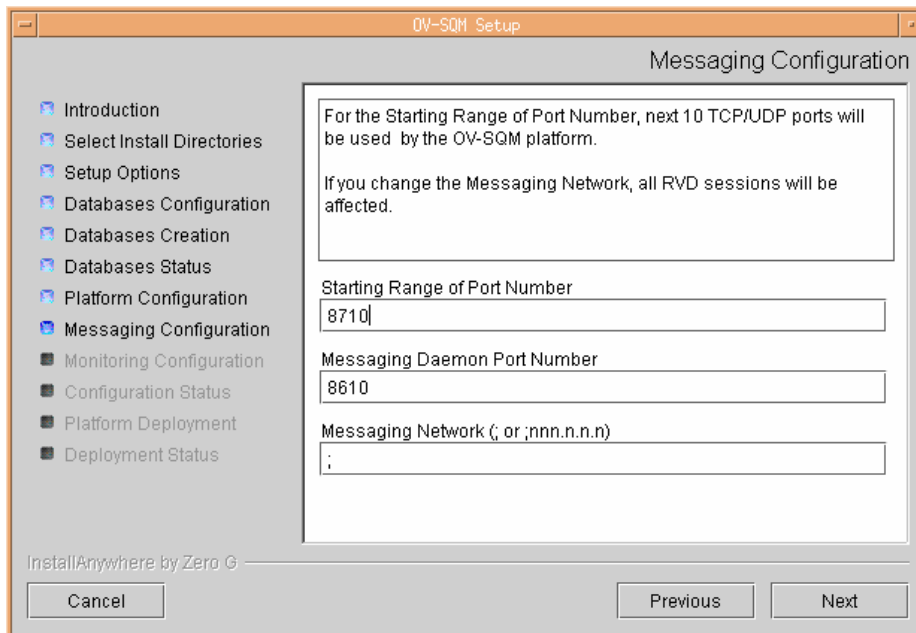 OV-SQM Setup
Messaging Configuration
Introduction
Select Install Directories
Setup Options
Databases Configuration
Databases Creation
Databases Status
Platform Configuration
Messaging Configuration
Monitoring Configuration
Configuration Status
Platform Deployment
Deployment Status
For the Starting Range of Port Number, next 10 TCP/UDP ports will
be used by the OV-SQM platform.
If you change the Messaging Network, all RVD sessions will be
affected.
Starting Range of Port Number
8710
Messaging Daemon Port Number
8610
Messaging Network (; or ;nnn.n.n.n)
;
InstallAnywhere by Zero G
Cancel
Previous
Next